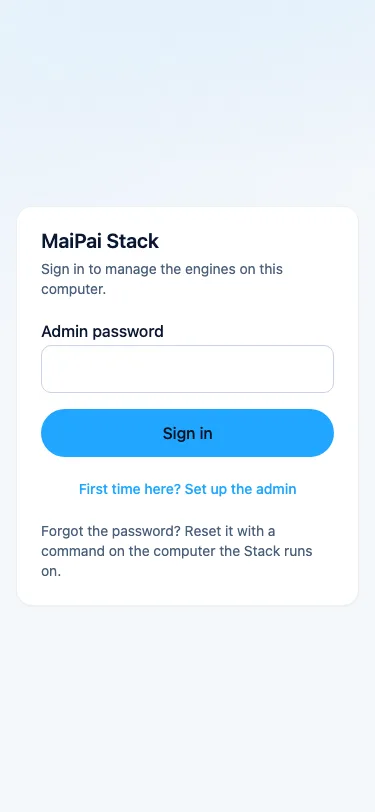 MaiPai Stack
Sign in to manage the engines on this
computer.
Admin password
Sign in
First time here? Set up the admin
Forgot the password? Reset it with a
command on the computer the Stack runs
on.